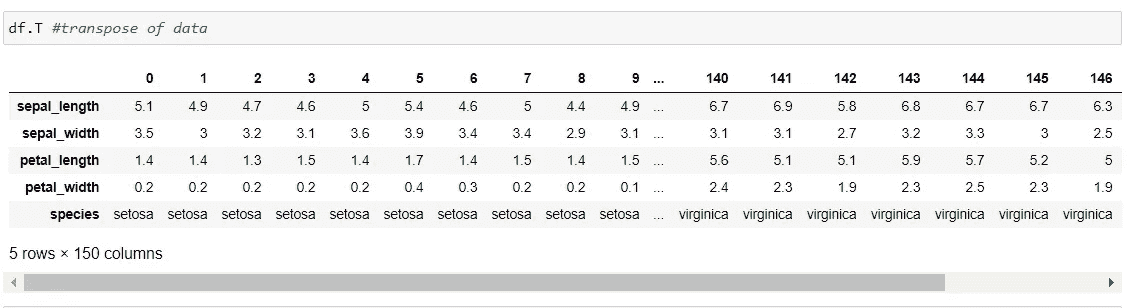 df.T #transpose of data
0 1 2 3 4 5 6 7 8 9 ... 140 141 142 143 144 145 146
sepal_length 5.1 4.9 4.7 4.6 5 5.4 4.6 5 4.4 4.9 ... 6.7 6.9 5.8 6.8 6.7 6.7 6.3
sepal_width 3.5 3 3.2 3.1 3.6 3.9 3.4 3.4 2.9 3.1 ... 3.1 3.1 2.7 3.2 3.3 3 2.5
petal_length 1.4 1.4 1.3 1.5 1.4 1.7 1.4 1.5 1.4 1.5 ... 5.6 5.1 5.1 5.9 5.7 5.2 5
petal_width 0.2 0.2 0.2 0.2 0.2 0.4 0.3 0.2 0.2 0.1 ... 2.4 2.3 1.9 2.3 2.5 2.3 1.9
species setosa setosa setosa setosa setosa setosa setosa setosa setosa setosa ... virginica virginica virginica virginica virginica virginica virginica
5 rows × 150 columns